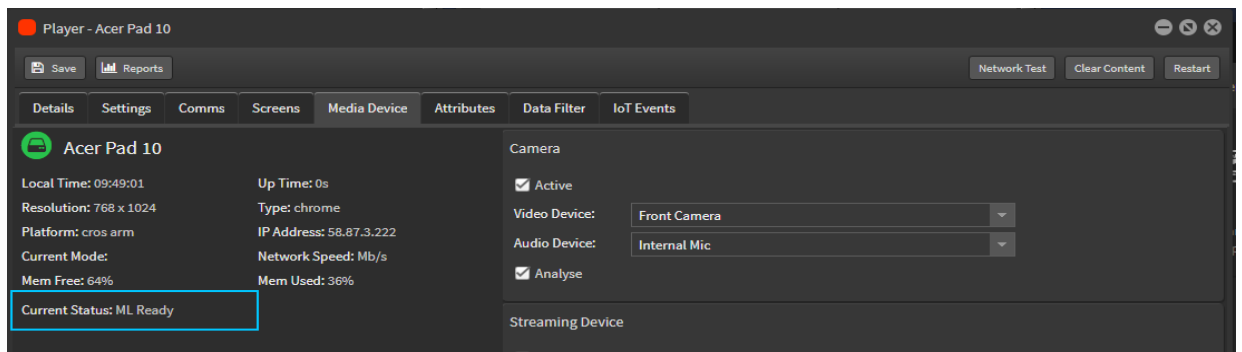 Player - Acer Pad 10
Save Reports Network Test Clear Content Restart
Details Settings Comms Screens Media Device Attributes Data Filter IoT Events
Acer Pad 10
Local Time: 09:49:01 Up Time: 0s
Resolution: 768 x 1024 Type: chrome
Platform: cros arm IP Address: 58.87.3.222
Current Mode: Network Speed: Mb/s
Mem Free: 64% Mem Used: 36%
Current Status: ML Ready
Camera
Active
Video Device: Front Camera
Audio Device: Internal Mic
Analyse
Streaming Device